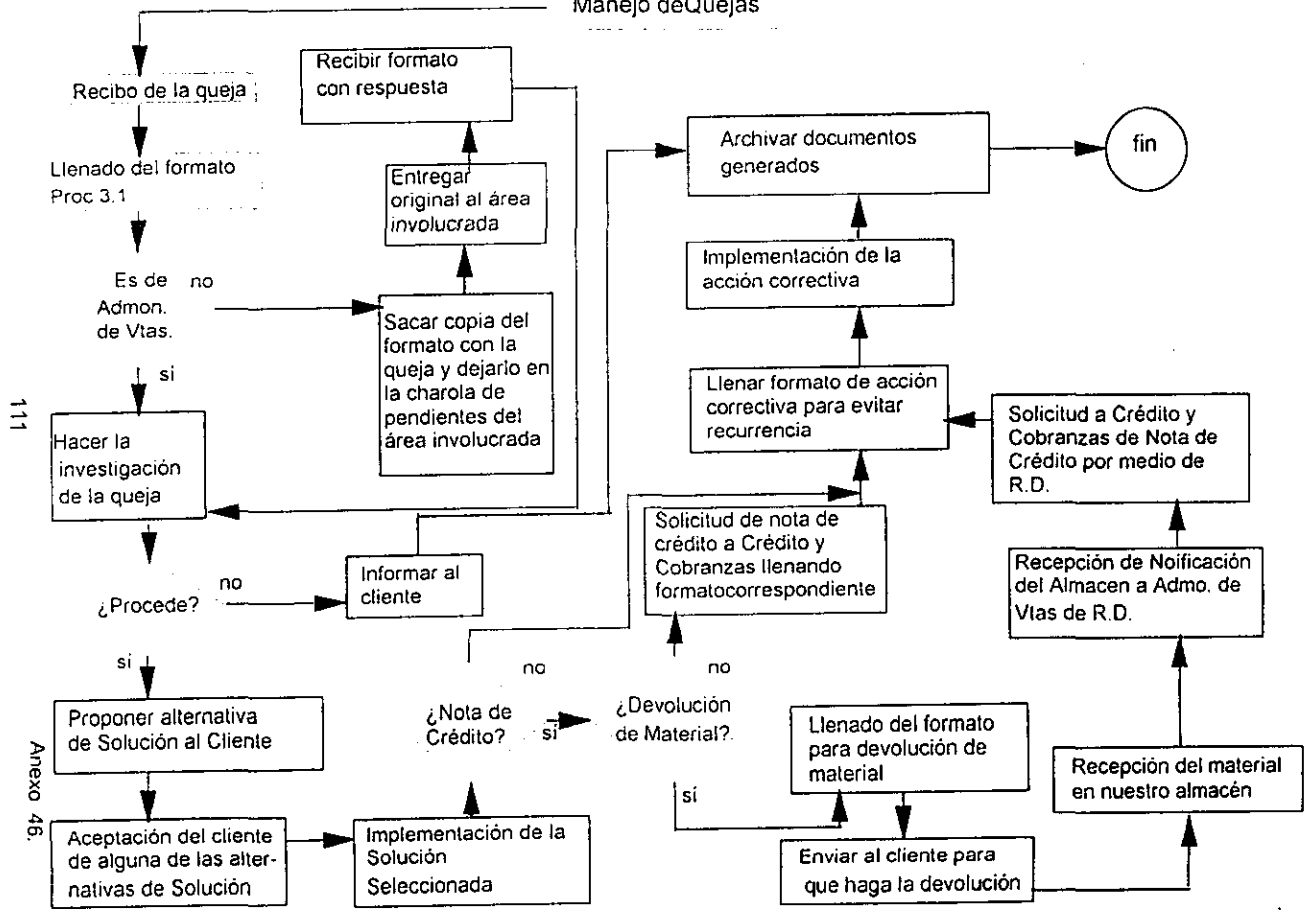 Manejo deQuejas
Recibo de la queja
Llenado del formato
Proc 3.1
Es de
Admon.
de Vtas.
no
si
Hacer la
investigación
de la queja
¿Procede?
no
sí
Informar al
cliente
Proponer alternativa
de Solución al Cliente
Aceptación del cliente
de alguna de las alter-
nativas de Solución
Implementación de la
Solución
Seleccionada
Recibir formato
con respuesta
Entregar
original al área
involucrada
Sacar copia del
formato con la
queja y dejarlo en
la charola de
pendientes del
área involucrada
¿Nota de
Crédito?
no
sí
¿Devolución
de Material?
no
sí
Solicitud de nota de
crédito a Crédito y
Cobranzas llenando
formatocorrespondiente
Llenado del formato
para devolución de
material
Enviar al cliente para
que haga la devolución
Recepción del material
en nuestro almacén
Recepción de Noificación
del Almacen a Admo. de
Vtas de R.D.
Solicitud a Crédito y
Cobranzas de Nota de
Crédito por medio de
R.D.
Llenar formato de acción
correctiva para evitar
recurrencia
Implementación de la
acción correctiva
Archivar documentos
generados
fin
111
Anexo 46.